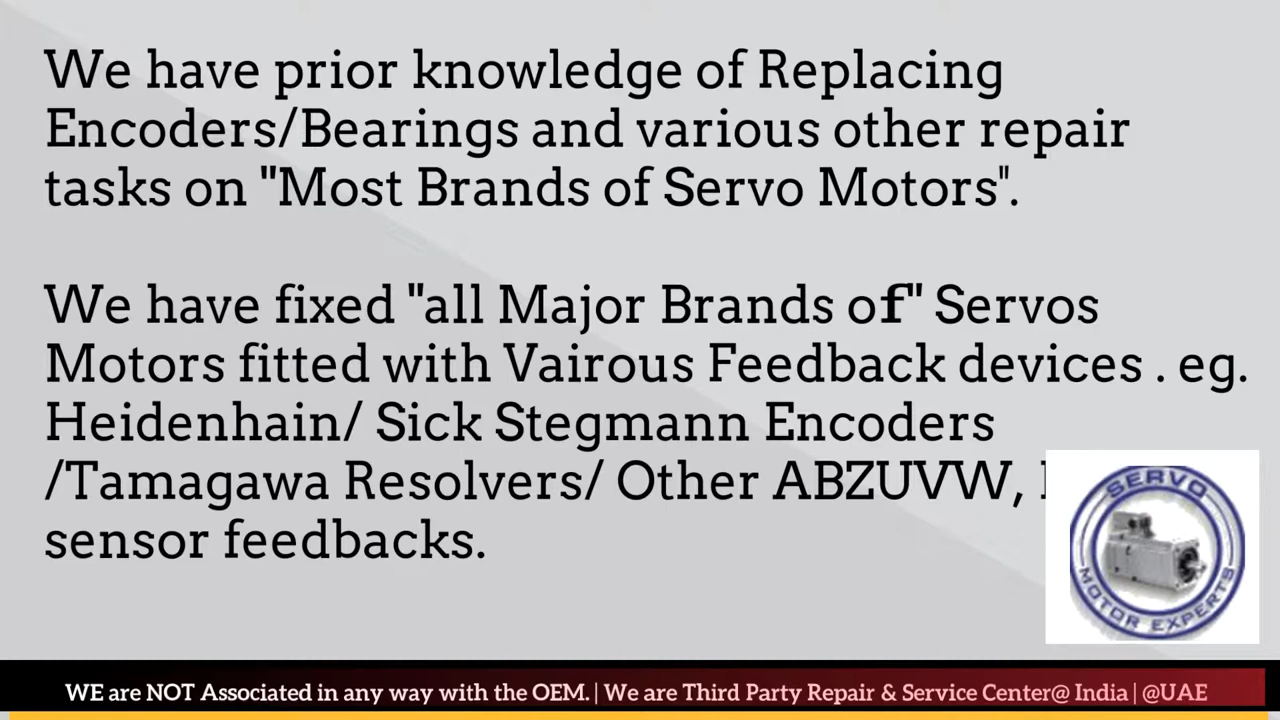 We have prior knowledge of Replacing
Encoders/Bearings and various other repair
tasks on "Most Brands of Servo Motors".
We have fixed "all Major Brands of" Servos
Motors fitted with Vairous Feedback devices . eg.
Heidenhain/ Sick Stegmann Encoders
/Tamagawa Resolvers/ Other ABZUVW,
sensor feedbacks.
SERVO
MOTOR EXPERTS
WE are NOT Associated in any way with the OEM. | We are Third Party Repair & Service Center@ India | @UAE